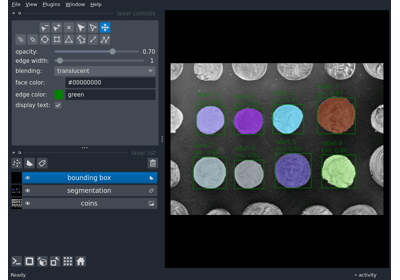 File View Plugins Window Help
layer controls
opacity: 0.70
edge width: 1
blending: translucent
face color: #00000000
edge color: green
display text:
layer list
bounding box
segmentation
coins
Ready
activity